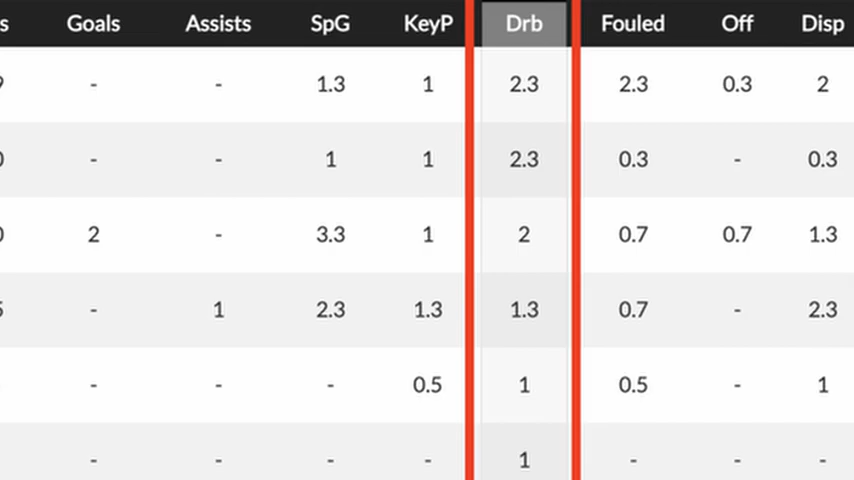 s Goals Assists SpG KeyP Drb Fouled Off Disp
- - 1.3 1 2.3 2.3 0.3 2
- - 1 1 2.3 0.3 - 0.3
2 - 3.3 1 2 0.7 0.7 1.3
- 1 2.3 1.3 1.3 0.7 - 2.3
- - - 0.5 1 0.5 - 1
- - - - 1 - - -